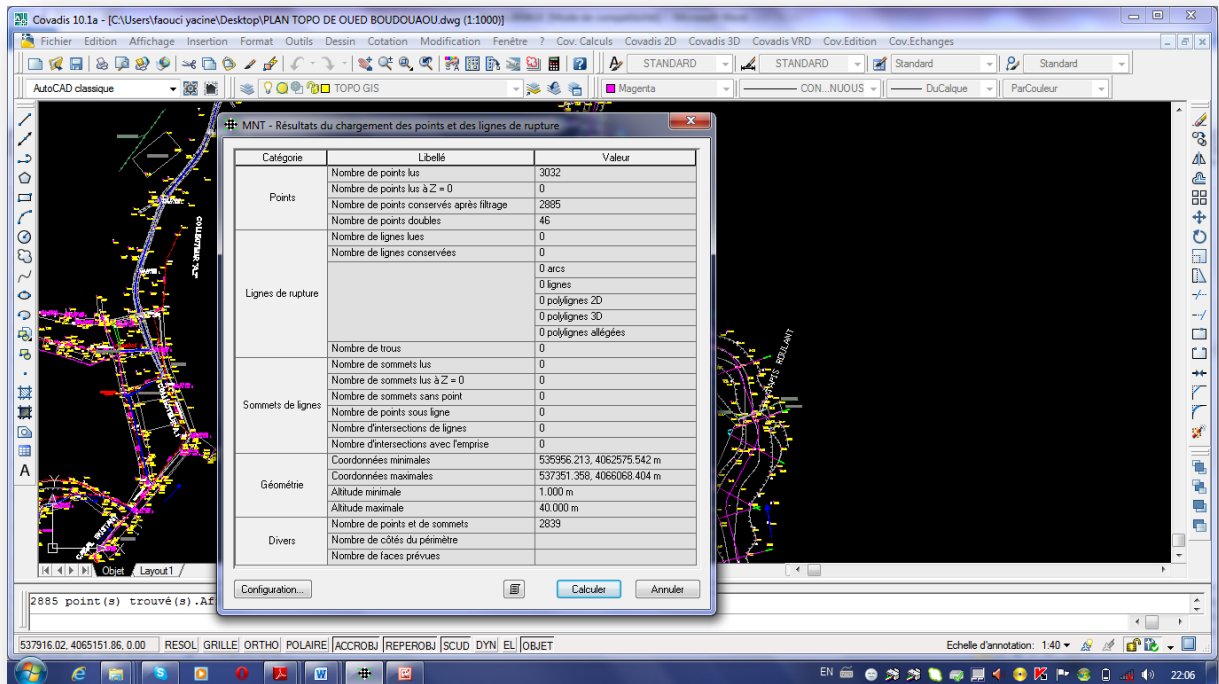 Covadis 10.1a - [C:\Users\faouci yacine\Desktop\PLAN TOPO DE OUED BOUDOUAOU.dwg (1:1000)]
Fichier Edition Affichage Insertion Format Outils Dessin Cotation Modification Fenêtre ? Cov. Calculs Covadis 2D Covadis 3D Covadis VRD Cov.Edition Cov.Echanges
STANDARD STANDARD Standard Standard
AutoCAD classique TOPO GIS Magenta CON...NUOUS DuCalque ParCouleur
MNT - Résultats du chargement des points et des lignes de rupture
Catégorie Libellé Valeur
Points
Nombre de points lus 3032
Nombre de points lus à Z = 0 0
Nombre de points conservés après filtrage 2885
Nombre de points doubles 46
Lignes de rupture
Nombre de lignes lues 0
Nombre de lignes conservées 0
0 arcs
0 lignes
0 polylignes 2D
0 polylignes 3D
0 polylignes allégées
Nombre de trous 0
Sommets de lignes
Nombre de sommets lus 0
Nombre de sommets lus à Z = 0 0
Nombre de sommets sans point 0
Nombre de points sous ligne 0
Nombre d'intersections de lignes 0
Nombre d'intersections avec l'emprise 0
Géométrie
Coordonnées minimales 535956.213, 4062575.542 m
Coordonnées maximales 537351.358, 4066068.404 m
Altitude minimale 1.000 m
Altitude maximale 40.000 m
Divers
Nombre de points et de sommets 2839
Nombre de côtés du périmètre
Nombre de faces prévues
Configuration... Calculer Annuler
Objet Layout1
2885 point(s) trouvé(s).Af
537916.02, 4065151.86, 0.00 RESOL GRILLE ORTHO POLAIRE ACCROBJ REPEROBJ SCUD DYN EL OBJET Echelle d'annotation: 1:40
EN 22:06